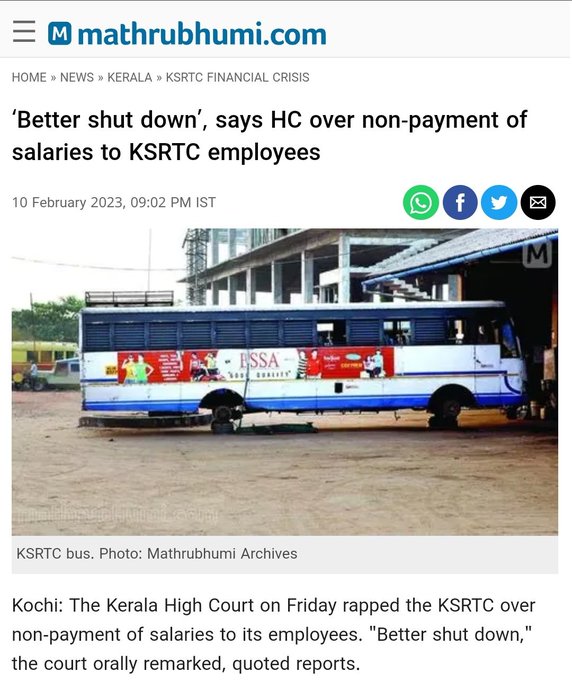 mathrubhumi.com
HOME » NEWS » KERALA » KSRTC FINANCIAL CRISIS
‘Better shut down’, says HC over non-payment of
salaries to KSRTC employees
10 February 2023, 09:02 PM IST
M
ESSA
GOOD QUALITY
KSRTC bus. Photo: Mathrubhumi Archives
Kochi: The Kerala High Court on Friday rapped the KSRTC over
non-payment of salaries to its employees. "Better shut down,"
the court orally remarked, quoted reports.